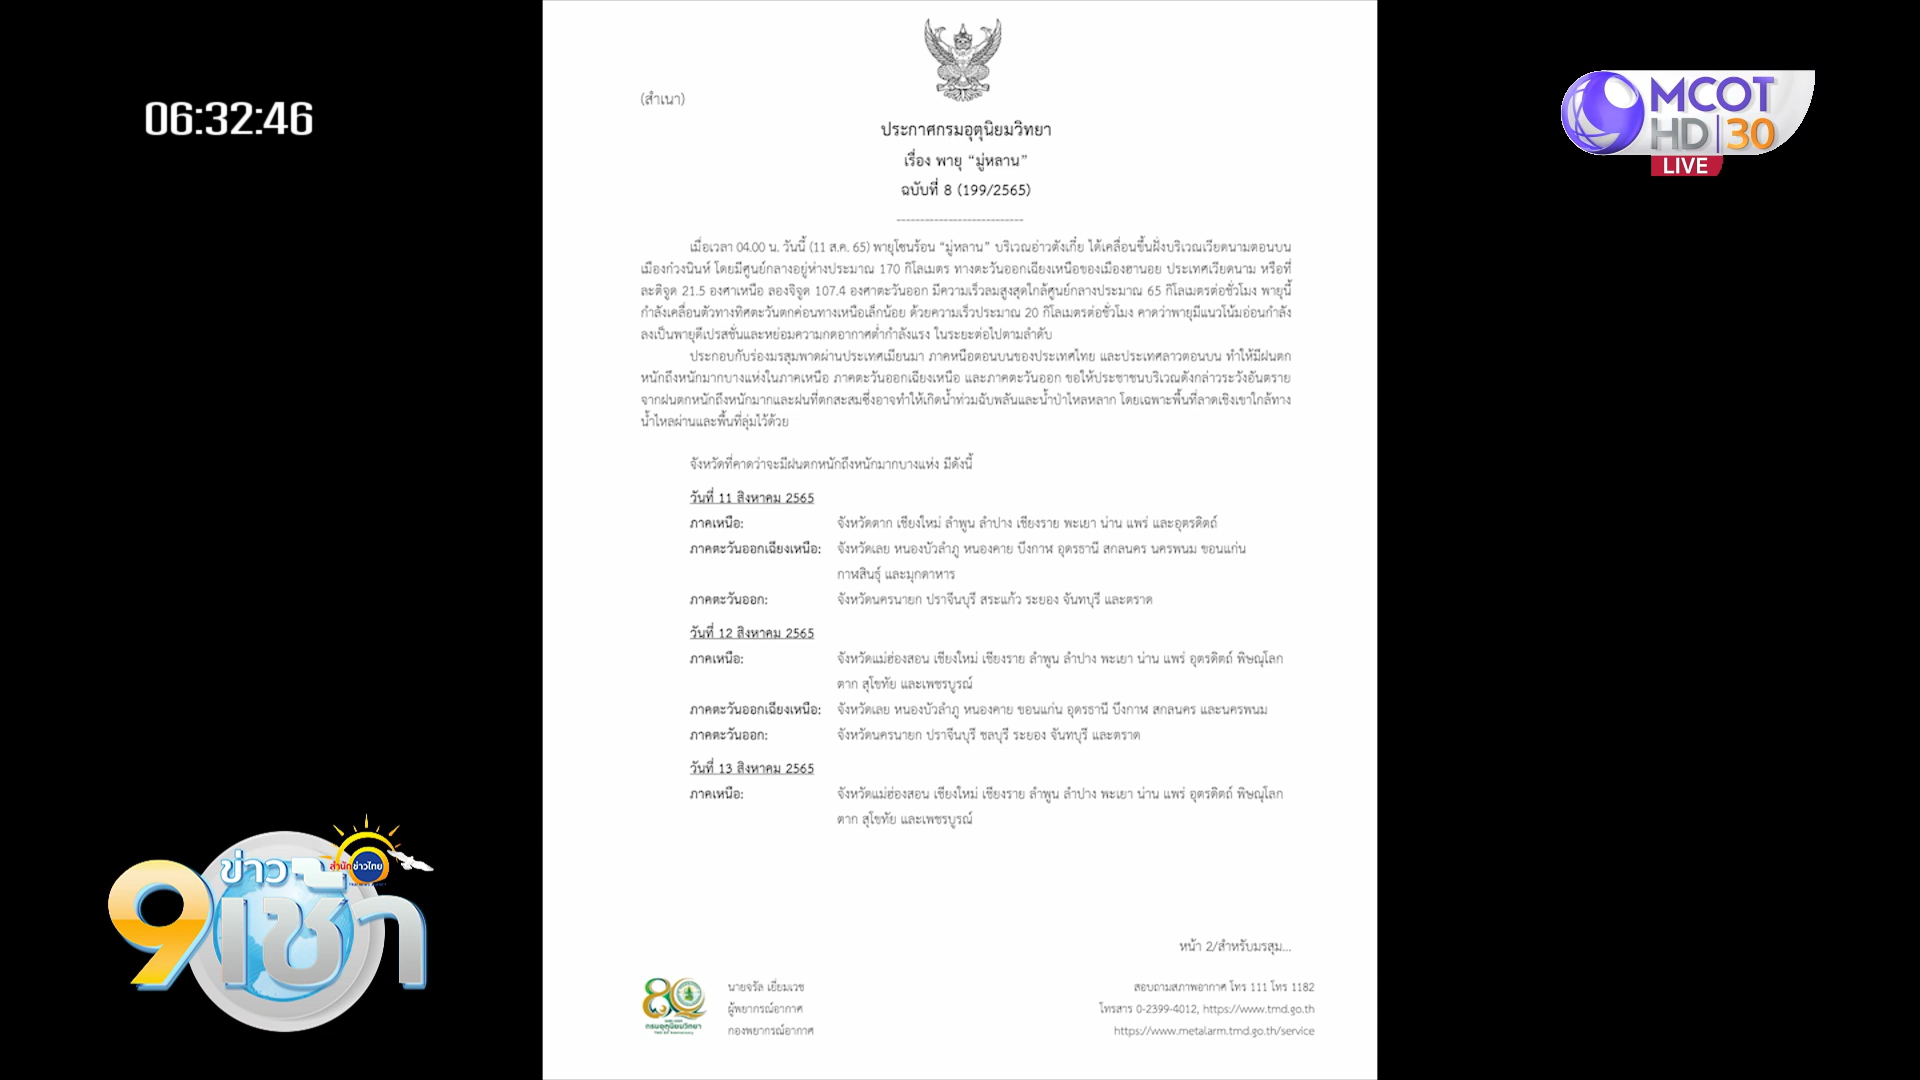 06:32:46
MCOT
HD 30
LIVE
(สำเนา)
ประกาศกรมอุตุนิยมวิทยา
เรื่อง พายุ “มู่หลาน”
ฉบับที่ 8 (199/2565)
---------------------------
เมื่อเวลา 04.00 น. วันนี้ (11 ส.ค. 65) พายุโซนร้อน “มู่หลาน” บริเวณอ่าวตังเกี๋ย ได้เคลื่อนขึ้นฝั่งบริเวณเวียดนามตอนบน
เมืองก๋วงนินห์ โดยมีศูนย์กลางอยู่ห่างประมาณ 170 กิโลเมตร ทางตะวันออกเฉียงเหนือของเมืองฮานอย ประเทศเวียดนาม หรือที่
ละติจูด 21.5 องศาเหนือ ลองจิจูด 107.4 องศาตะวันออก มีความเร็วลมสูงสุดใกล้ศูนย์กลางประมาณ 65 กิโลเมตรต่อชั่วโมง พายุนี้
กำลังเคลื่อนตัวทางทิศตะวันตกค่อนทางเหนือเล็กน้อย ด้วยความเร็วประมาณ 20 กิโลเมตรต่อชั่วโมง คาดว่าพายุมีแนวโน้มอ่อนกำลัง
ลงเป็นพายุดีเปรสชั่นและหย่อมความกดอากาศต่ำกำลังแรง ในระยะต่อไปตามลำดับ
ประกอบกับร่องมรสุมพาดผ่านประเทศเมียนมา ภาคเหนือตอนบนของประเทศไทย และประเทศลาวตอนบน ทำให้มีฝนตก
หนักถึงหนักมากบางแห่งในภาคเหนือ ภาคตะวันออกเฉียงเหนือ และภาคตะวันออก ขอให้ประชาชนบริเวณดังกล่าวระวังอันตราย
จากฝนตกหนักถึงหนักมากและฝนที่ตกสะสมซึ่งอาจทำให้เกิดน้ำท่วมฉับพลันและน้ำป่าไหลหลาก โดยเฉพาะพื้นที่ลาดเชิงเขาใกล้ทาง
น้ำไหลผ่านและพื้นที่ลุ่มไว้ด้วย
จังหวัดที่คาดว่าจะมีฝนตกหนักถึงหนักมากบางแห่ง มีดังนี้
วันที่ 11 สิงหาคม 2565
ภาคเหนือ: จังหวัดตาก เชียงใหม่ ลำพูน ลำปาง เชียงราย พะเยา น่าน แพร่ และอุตรดิตถ์
ภาคตะวันออกเฉียงเหนือ: จังหวัดเลย หนองบัวลำภู หนองคาย บึงกาฬ อุดรธานี สกลนคร นครพนม ขอนแก่น
กาฬสินธุ์ และมุกดาหาร
ภาคตะวันออก: จังหวัดนครนายก ปราจีนบุรี สระแก้ว ระยอง จันทบุรี และตราด
วันที่ 12 สิงหาคม 2565
ภาคเหนือ: จังหวัดแม่ฮ่องสอน เชียงใหม่ เชียงราย ลำพูน ลำปาง พะเยา น่าน แพร่ อุตรดิตถ์ พิษณุโลก
ตาก สุโขทัย และเพชรบูรณ์
ภาคตะวันออกเฉียงเหนือ: จังหวัดเลย หนองบัวลำภู หนองคาย ขอนแก่น อุดรธานี บึงกาฬ สกลนคร และนครพนม
ภาคตะวันออก: จังหวัดนครนายก ปราจีนบุรี ชลบุรี ระยอง จันทบุรี และตราด
วันที่ 13 สิงหาคม 2565
ภาคเหนือ: จังหวัดแม่ฮ่องสอน เชียงใหม่ เชียงราย ลำพูน ลำปาง พะเยา น่าน แพร่ อุตรดิตถ์ พิษณุโลก
ตาก สุโขทัย และเพชรบูรณ์
หน้า 2/สำหรับมรสุม...
ข่าว
สำนักข่าวไทย
9เช้า
80
กรมอุตุนิยมวิทยา
นายจรัล เยี่ยมเวช
ผู้พยากรณ์อากาศ
กองพยากรณ์อากาศ
สอบถามสภาพอากาศ โทร 111 โทร 1182
โทรสาร 0-2399-4012, https://www.tmd.go.th
https://www.metalarm.tmd.go.th/service